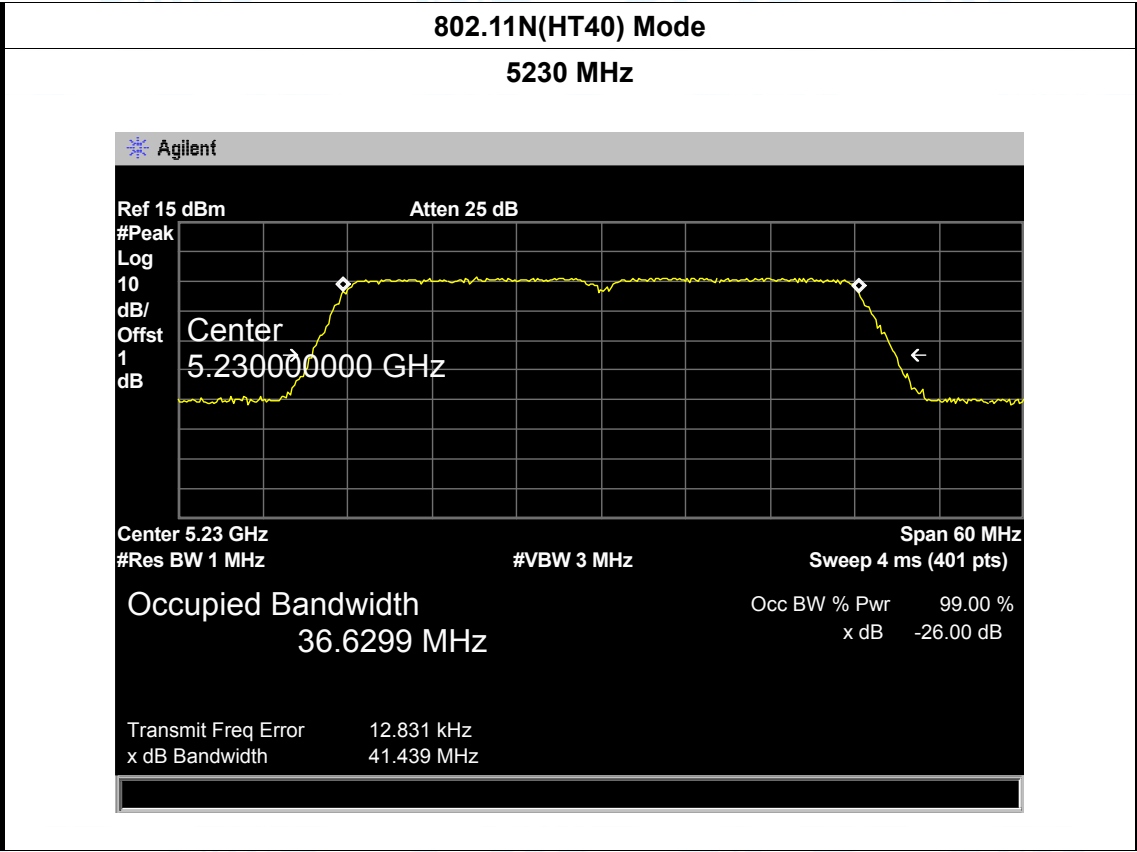 802.11N(HT40) Mode
5230 MHz
Agilent
Ref 15 dBm Atten 25 dB
#Peak
Log
10
dB/
Offst
1
dB
Center
5.230000000 GHz
Center 5.23 GHz Span 60 MHz
#Res BW 1 MHz #VBW 3 MHz Sweep 4 ms (401 pts)
Occupied Bandwidth
36.6299 MHz
Occ BW % Pwr 99.00 %
x dB -26.00 dB
Transmit Freq Error 12.831 kHz
x dB Bandwidth 41.439 MHz